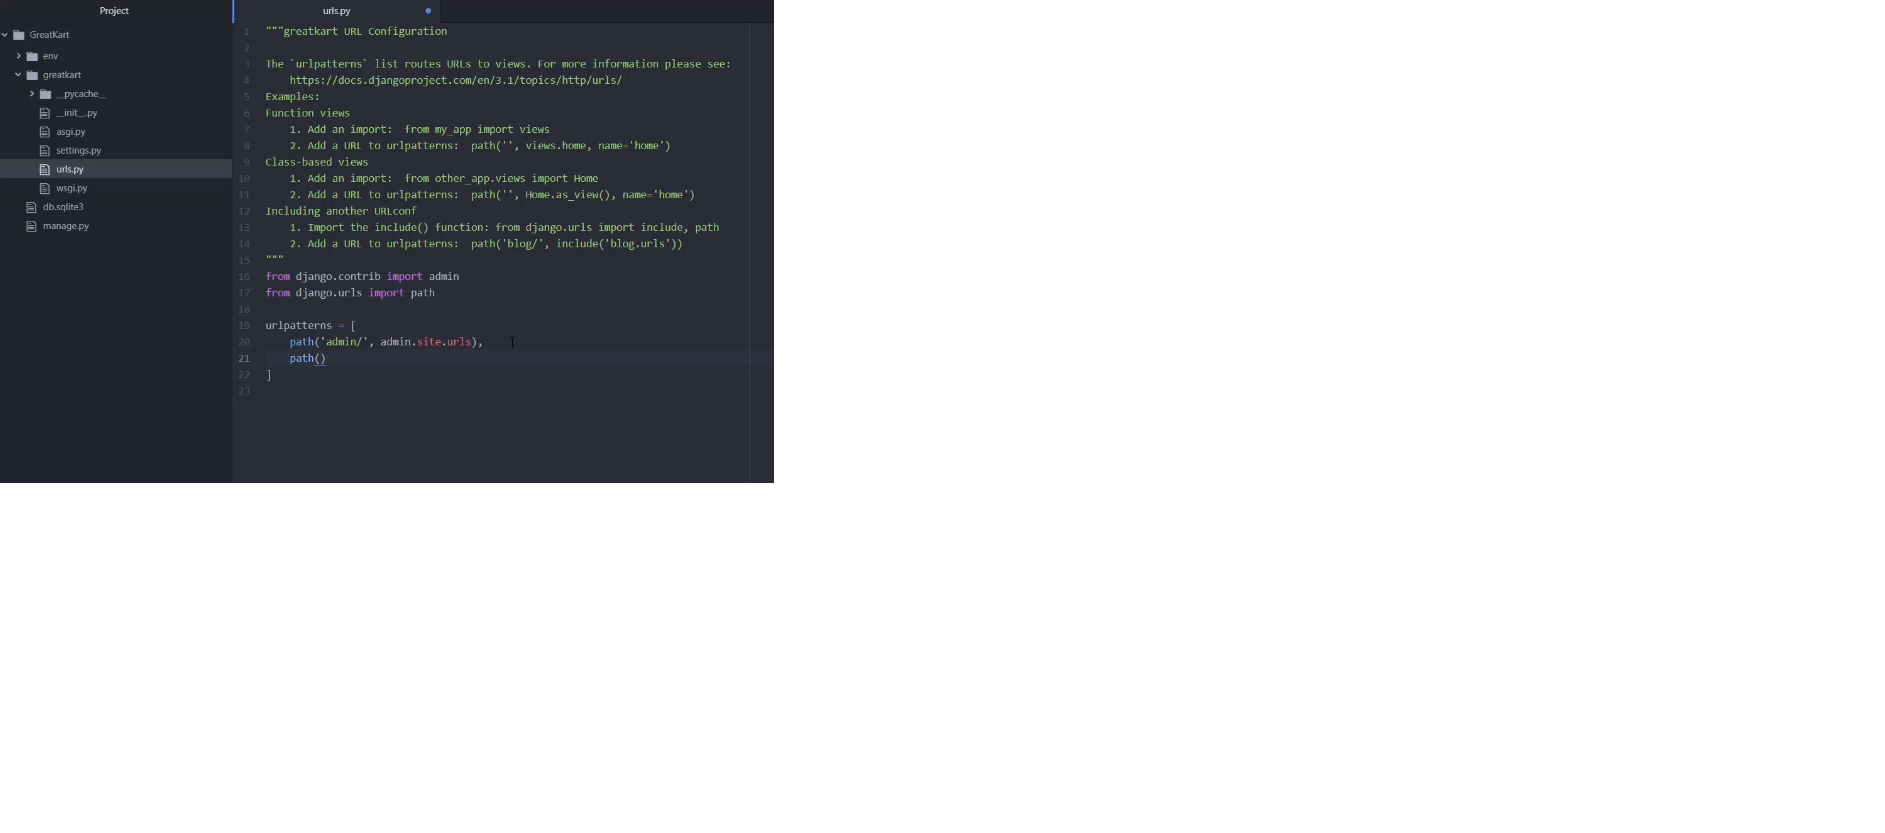 Project
GreatKart
env
greatkart
__pycache__
__init__.py
asgi.py
settings.py
urls.py
wsgi.py
db.sqlite3
manage.py
urls.py
1 """greatkart URL Configuration
2
3 The `urlpatterns` list routes URLs to views. For more information please see:
4 https://docs.djangoproject.com/en/3.1/topics/http/urls/
5 Examples:
6 Function views
7 1. Add an import:  from my_app import views
8 2. Add a URL to urlpatterns:  path('', views.home, name='home')
9 Class-based views
10 1. Add an import:  from other_app.views import Home
11 2. Add a URL to urlpatterns:  path('', Home.as_view(), name='home')
12 Including another URLconf
13 1. Import the include() function: from django.urls import include, path
14 2. Add a URL to urlpatterns:  path('blog/', include('blog.urls'))
15 """
16 from django.contrib import admin
17 from django.urls import path
18
19 urlpatterns = [
20 path('admin/', admin.site.urls),
21 path()
22 ]
23